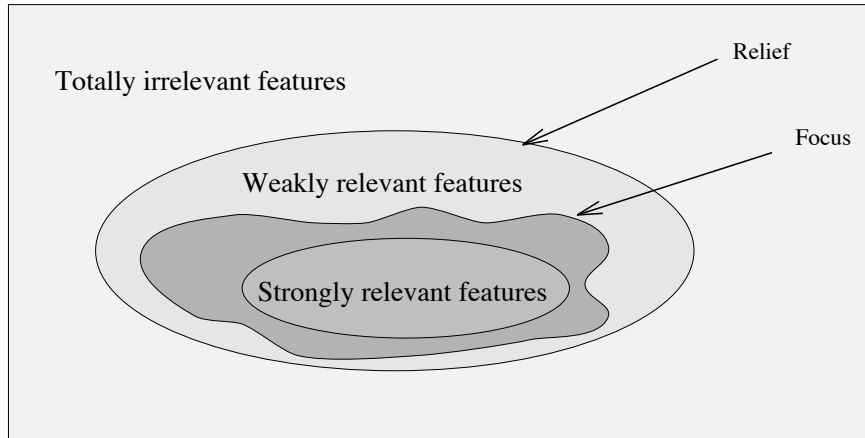 Relief
Totally irrelevant features
Focus
Weakly relevant features
Strongly relevant features